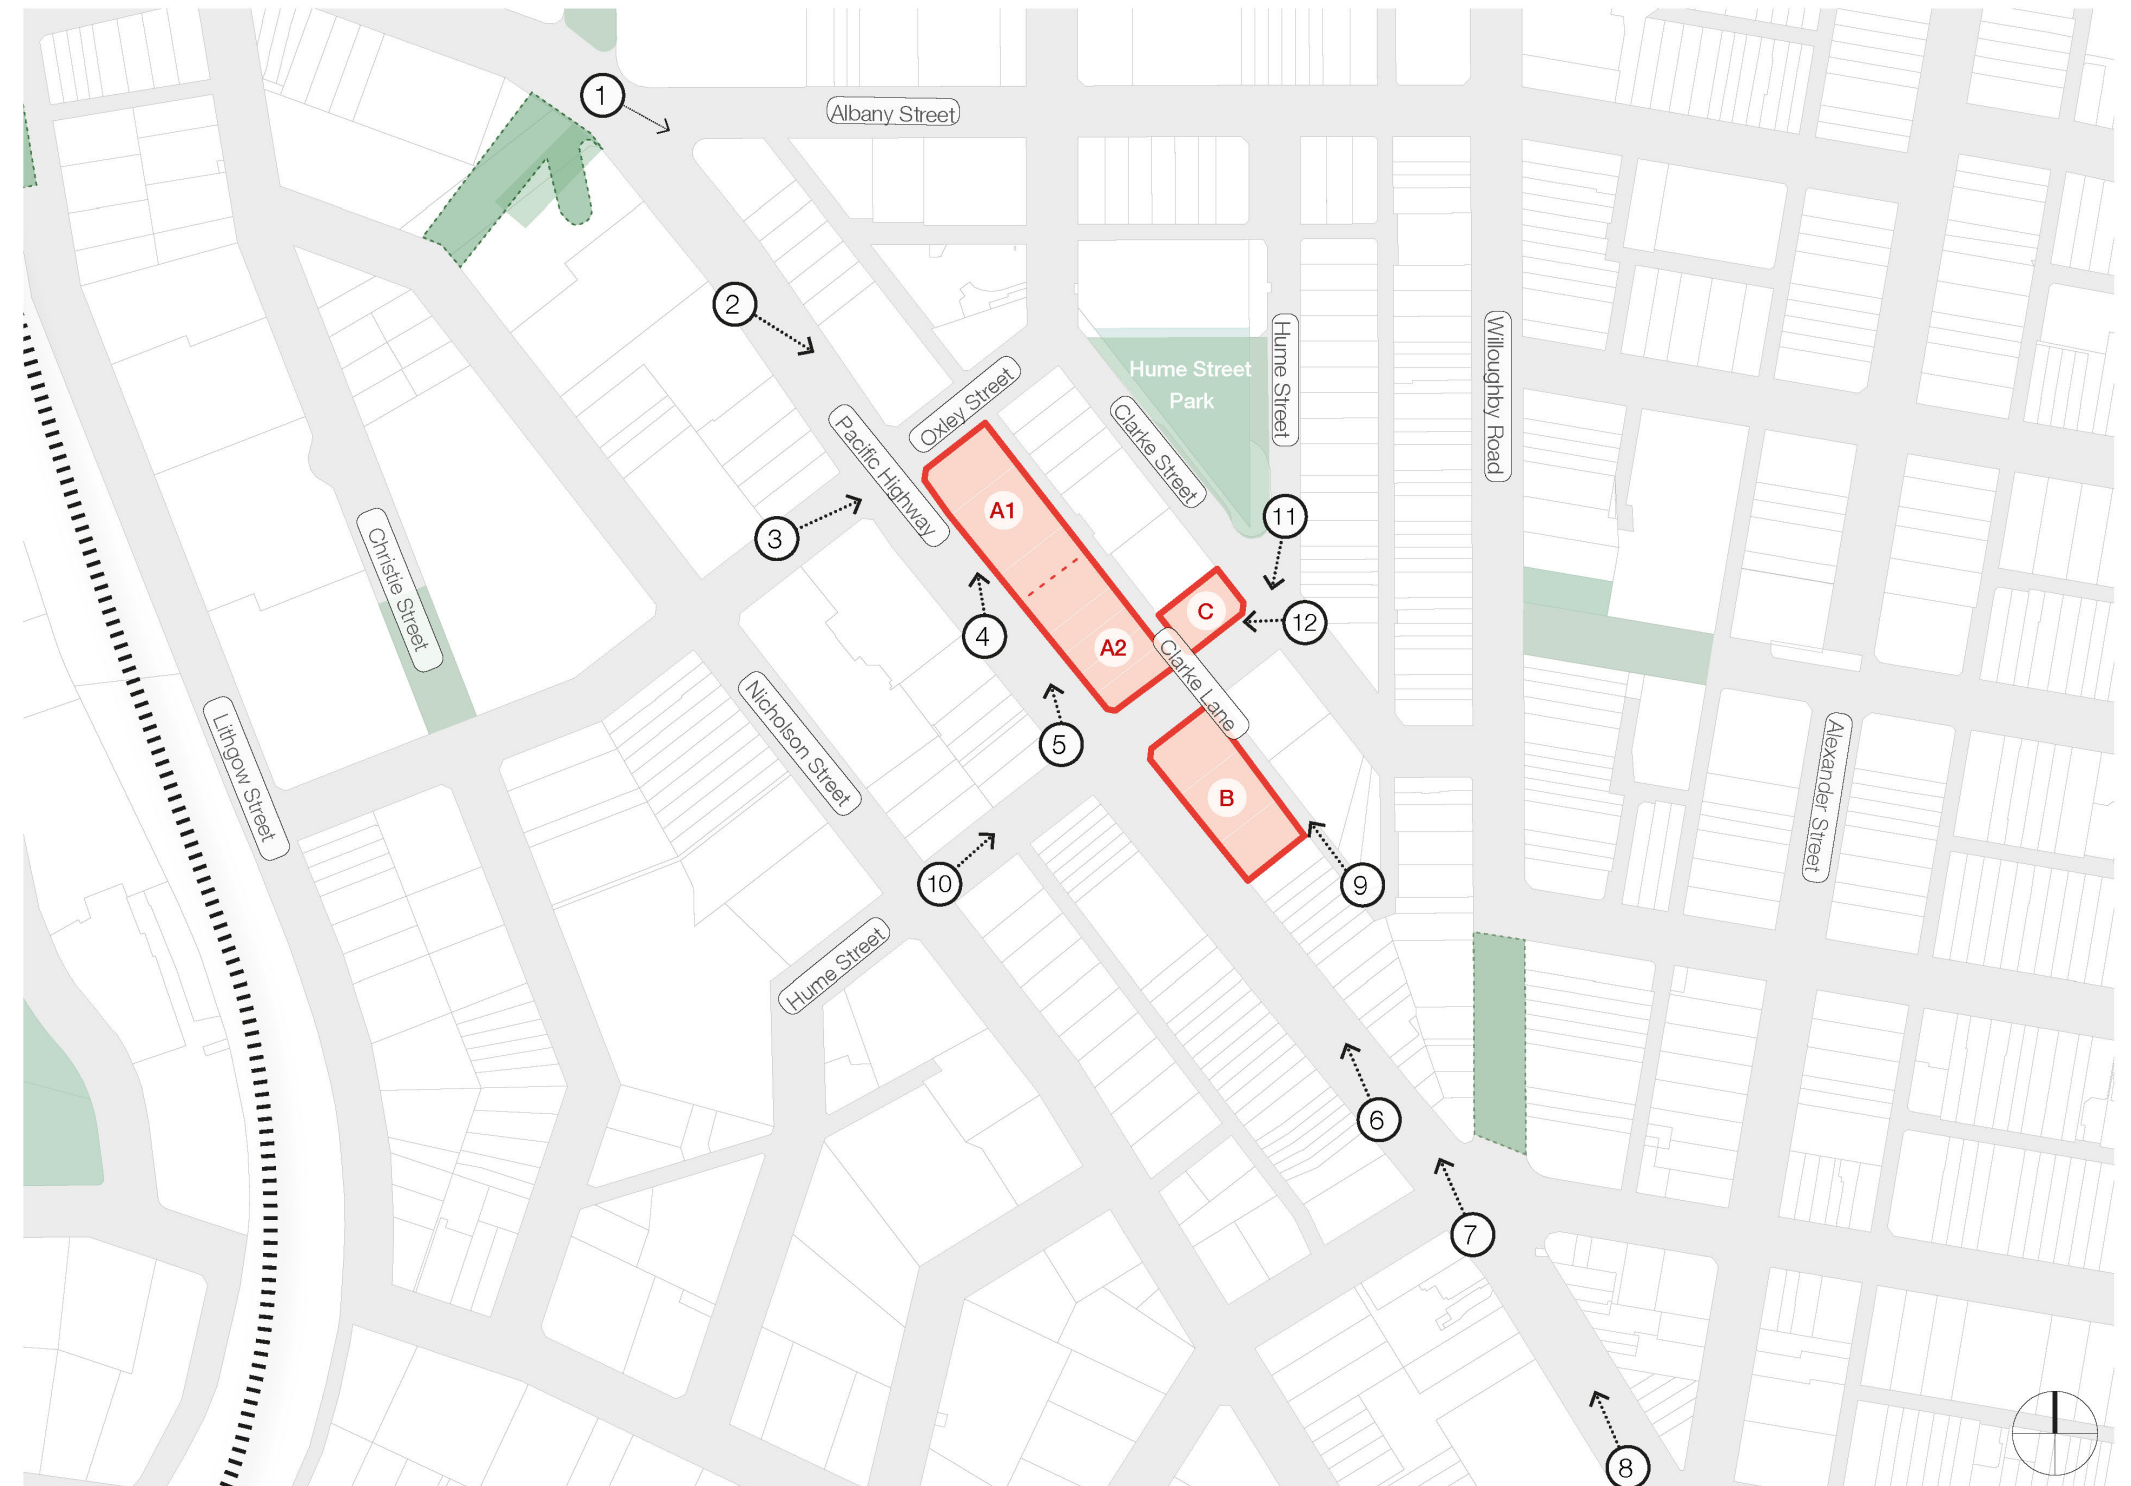 1
Albany Street
2
Hume Street
Park
Hume Street
Willoughby Road
Oxley Street
Clarke Street
Pacific Highway
A1
3
11
Christie Street
4
C
12
A2
Clarke Lane
5
Nicholson Street
Lithgow Street
B
Alexander Street
10
9
Hume Street
6
7
8